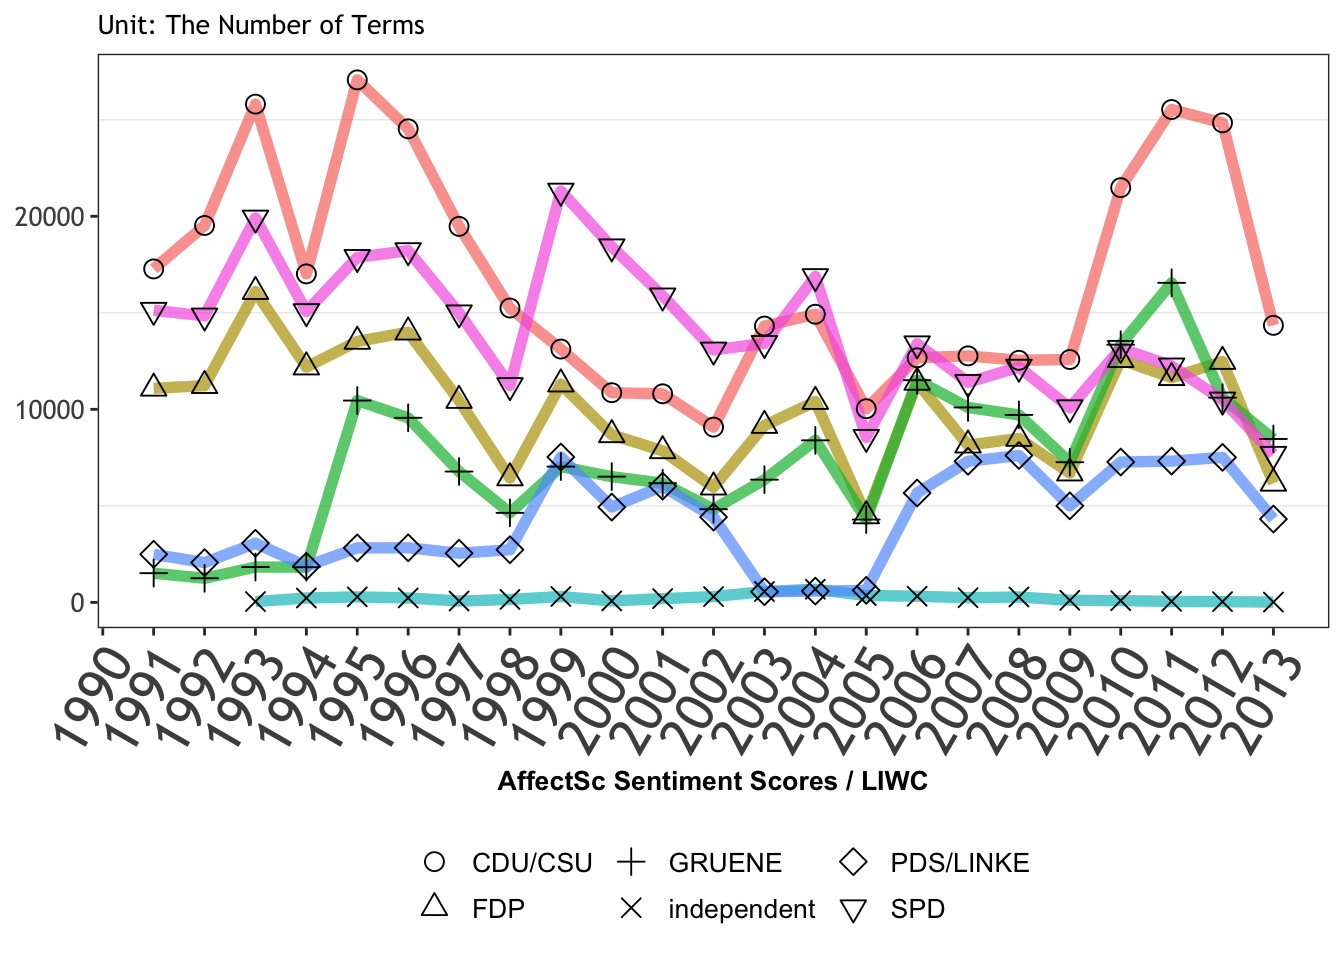 Unit: The Number of Terms
20000
10000
0
1990 1991 1992 1993 1994 1995 1996 1997 1998 1999 2000 2001 2002 2003 2004 2005 2006 2007 2008 2009 2010 2011 2012 2013
AffectSc Sentiment Scores / LIWC
CDU/CSU GRUENE PDS/LINKE
FDP independent SPD